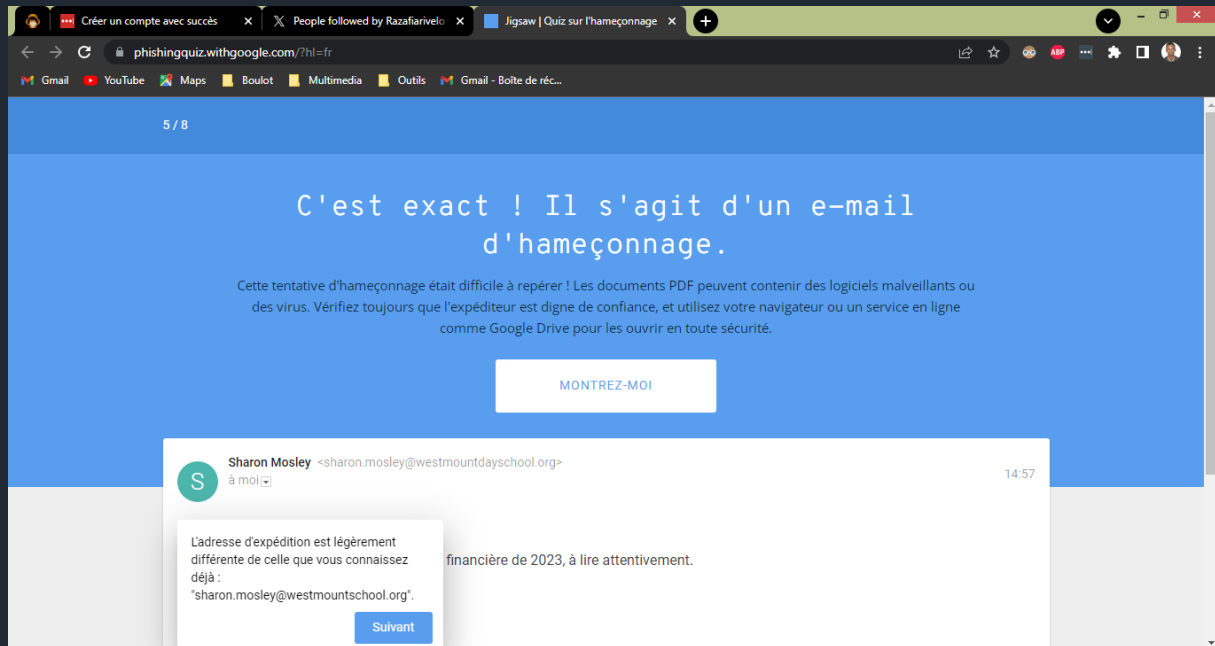 Créer un compte avec succès
People followed by Razafiarivelo
Jigsaw | Quiz sur l'hameçonnage
phishingquiz.withgoogle.com/?hl=fr
ABP
Gmail YouTube Maps Boulot Multimedia Outils Gmail - Boîte de réc...
5 / 8
C'est exact ! Il s'agit d'un e-mail
d'hameçonnage.
Cette tentative d'hameçonnage était difficile à repérer ! Les documents PDF peuvent contenir des logiciels malveillants ou
des virus. Vérifiez toujours que l'expéditeur est digne de confiance, et utilisez votre navigateur ou un service en ligne
comme Google Drive pour les ouvrir en toute sécurité.
MONTREZ-MOI
S
Sharon Mosley <sharon.mosley@westmountdayschool.org>
à moi
14:57
financière de 2023, à lire attentivement.
L'adresse d'expédition est légèrement
différente de celle que vous connaissez
déjà :
"sharon.mosley@westmountschool.org".
Suivant